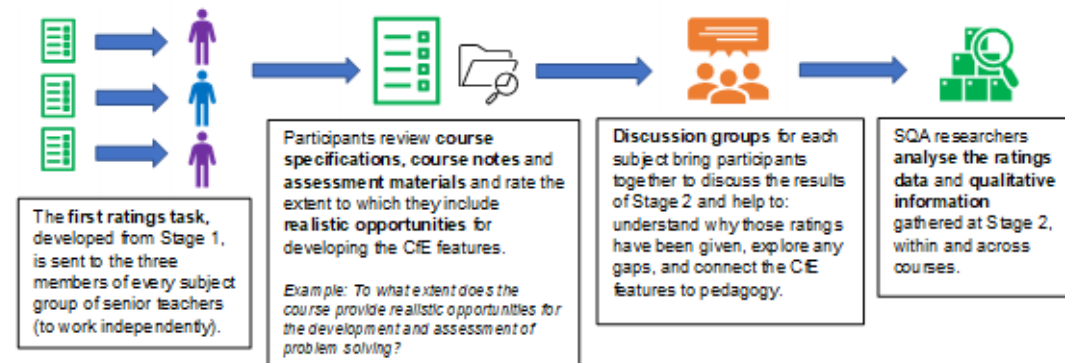 The first ratings task,
developed from Stage 1,
is sent to the three
members of every subject
group of senior teachers
(to work independently).
Participants review course
specifications, course notes and
assessment materials and rate the
extent to which they include
realistic opportunities for
developing the CfE features.
Example: To what extent does the
course provide realistic opportunities for
the development and assessment of
problem solving?
Discussion groups for each
subject bring participants
together to discuss the results
of Stage 2 and help to:
understand why those ratings
have been given, explore any
gaps, and connect the CfE
features to pedagogy.
SQA researchers
analyse the ratings
data and qualitative
information
gathered at Stage 2,
within and across
courses.